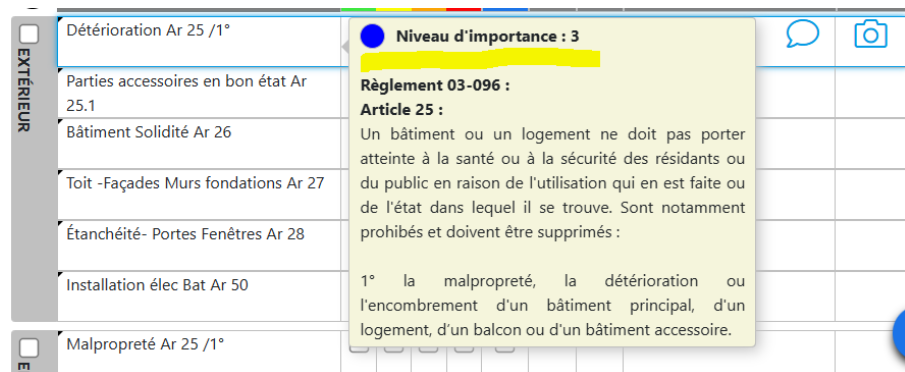 EXTÉRIEUR
Détérioration Ar 25 /1°
Parties accessoires en bon état Ar
25.1
Bâtiment Solidité Ar 26
Toit -Façades Murs fondations Ar 27
Étanchéité- Portes Fenêtres Ar 28
Installation élec Bat Ar 50
Malpropreté Ar 25 /1°
Niveau d'importance : 3
Règlement 03-096 :
Article 25 :
Un bâtiment ou un logement ne doit pas porter
atteinte à la santé ou à la sécurité des résidants ou
du public en raison de l'utilisation qui en est faite ou
de l'état dans lequel il se trouve. Sont notamment
prohibés et doivent être supprimés :
1° la malpropreté, la détérioration ou
l'encombrement d'un bâtiment principal, d'un
logement, d'un balcon ou d'un bâtiment accessoire.